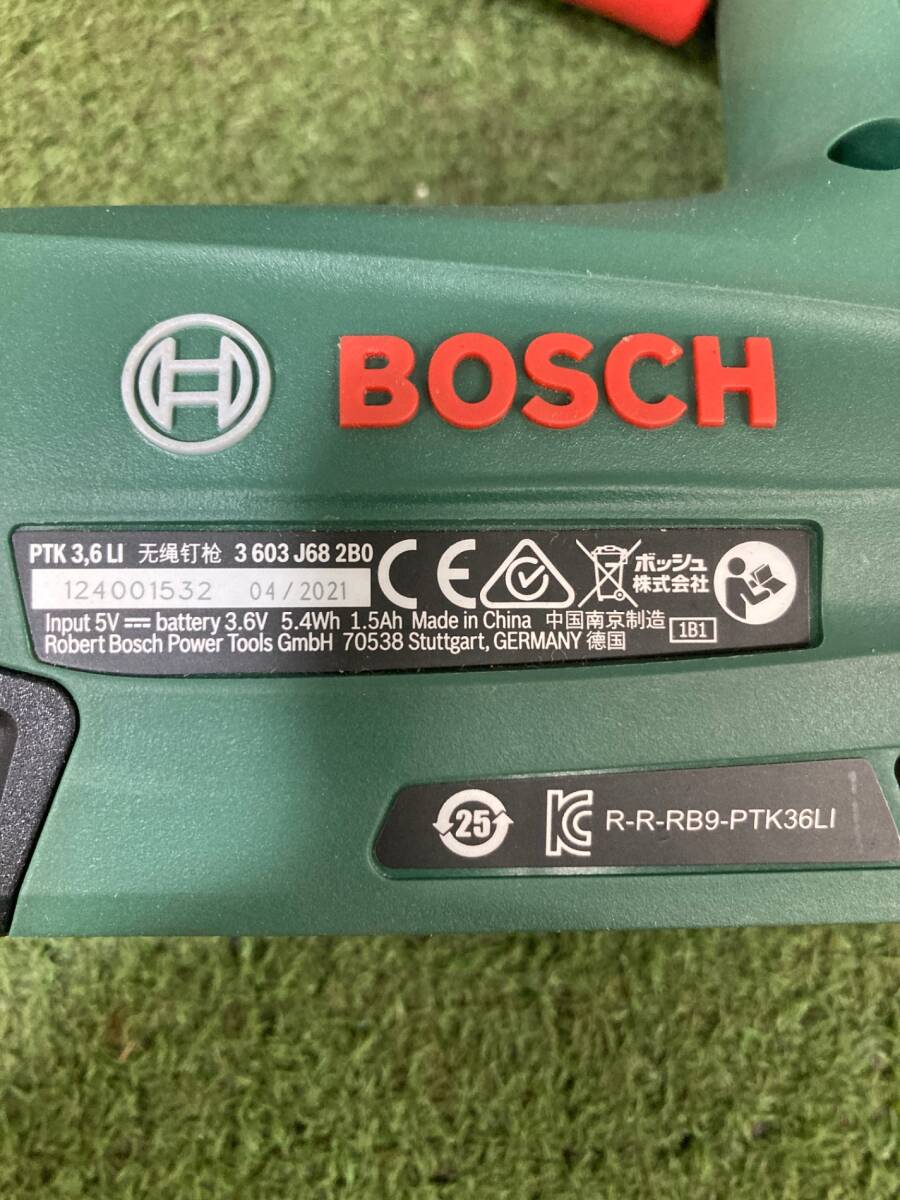 BOSCH
PTK 3,6 LI 无绳钉枪 3 603 J68 2B0
124001532 04/2021
Input 5V ⎓ battery 3.6V 5.4Wh 1.5Ah Made in China 中国南京制造
Robert Bosch Power Tools GmbH 70538 Stuttgart, GERMANY 德国
CE
ボッシュ
株式会社
1B1
25
KC
R-R-RB9-PTK36LI